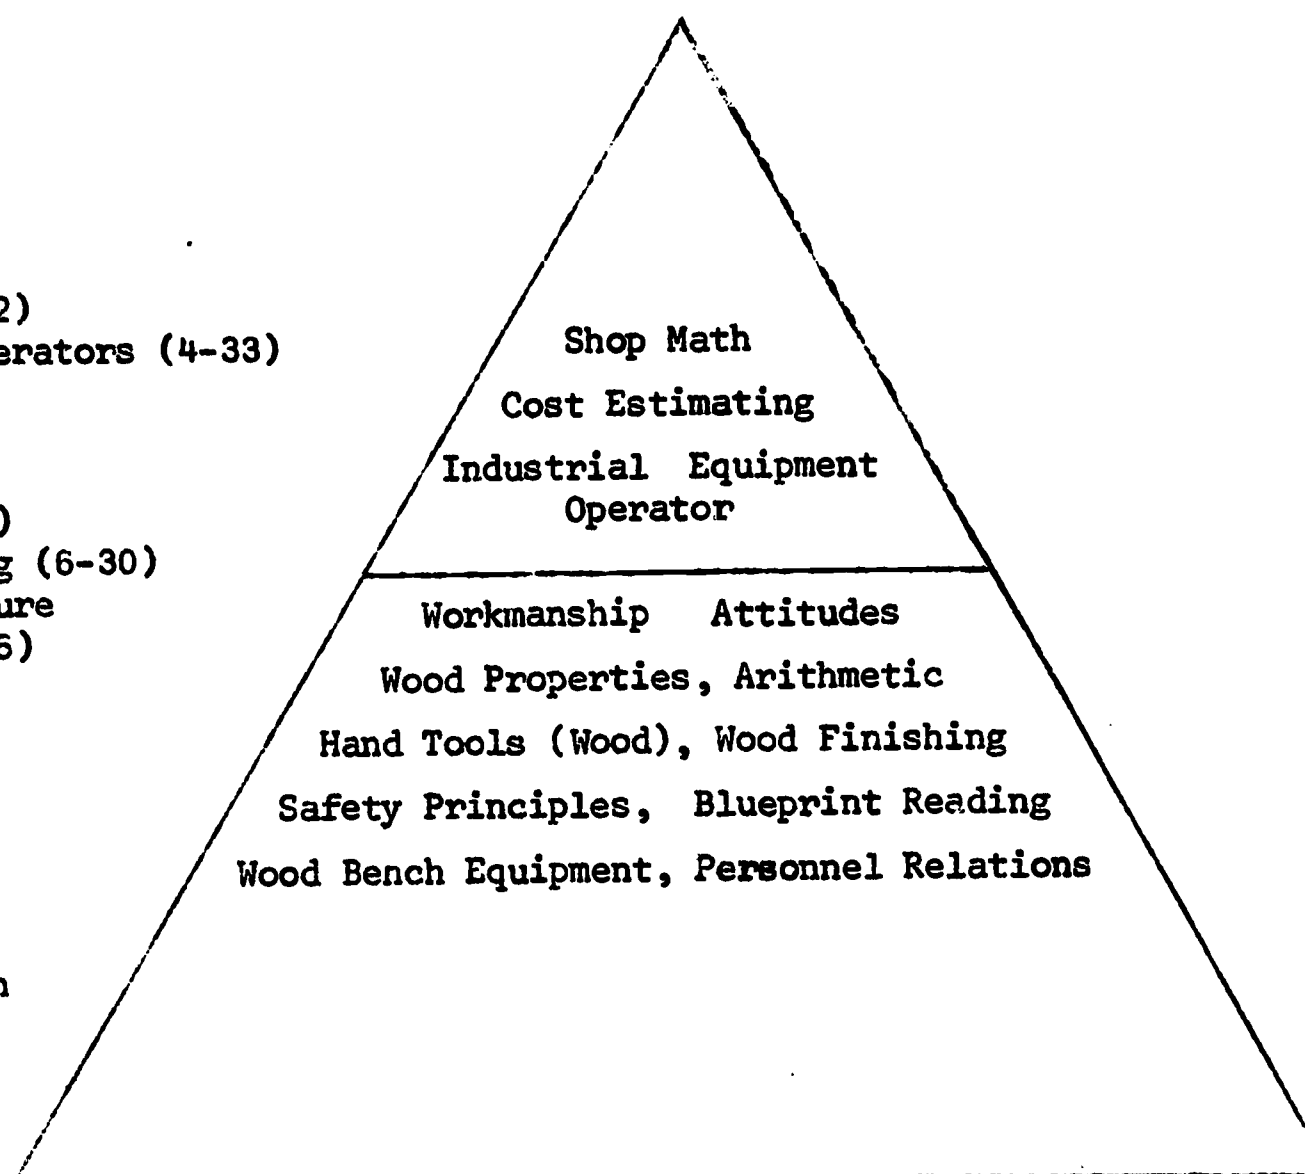 2)
erators (4-33)
)
g (6-30)
ure
6)
n
Shop Math
Cost Estimating
Industrial Equipment
Operator
Workmanship Attitudes
Wood Properties, Arithmetic
Hand Tools (Wood), Wood Finishing
Safety Principles, Blueprint Reading
Wood Bench Equipment, Personnel Relations